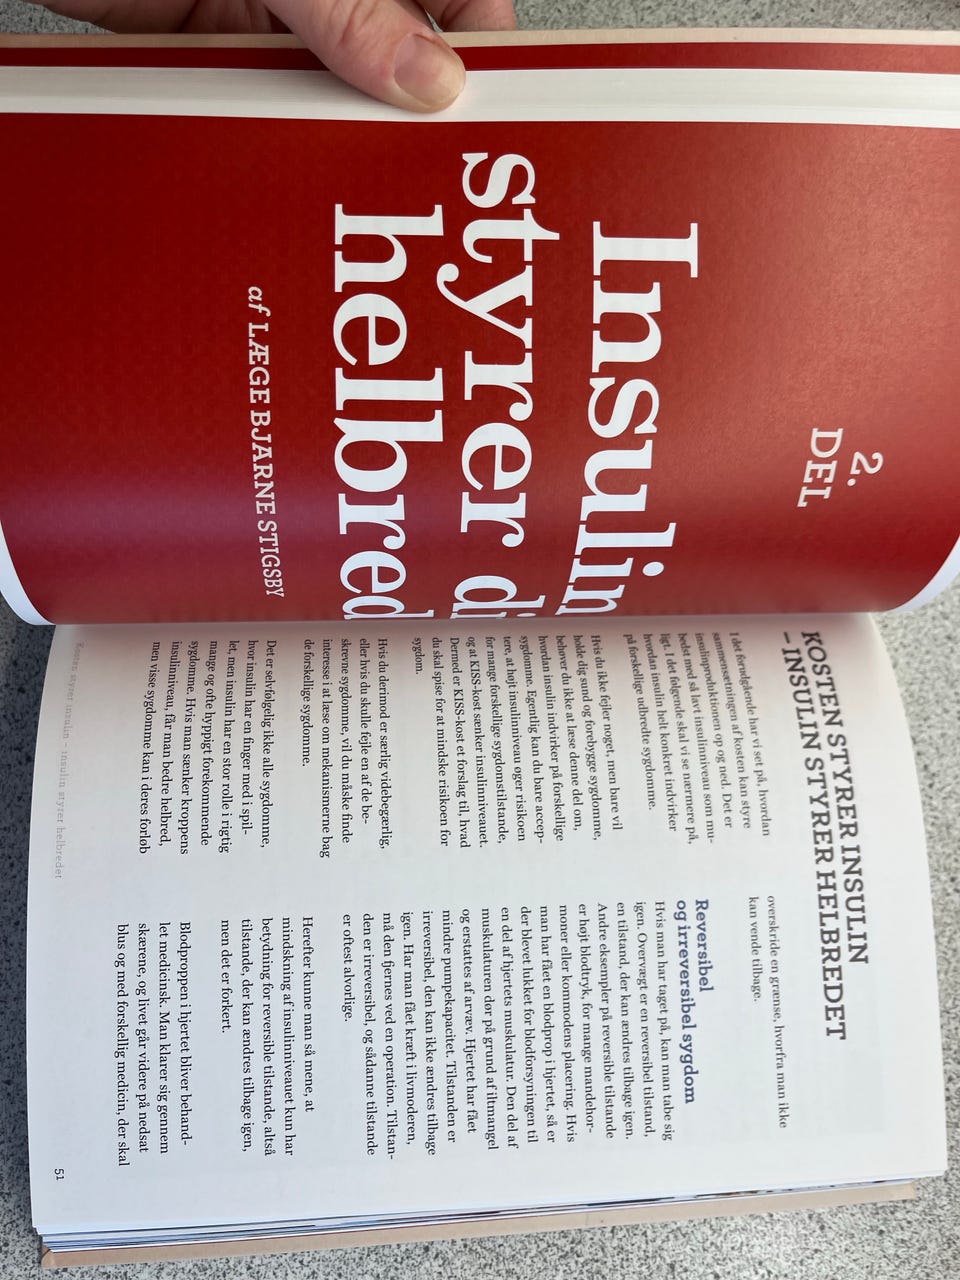 2.
DEL
Insulin
styrer
helbred
af LÆGE BJARNE STIGSBY
KOSTEN STYRER INSULIN
– INSULIN STYRER HELBREDET
I det forudgående har vi set på, hvordan
sammensætningen af kosten kan styre
insulinproduktionen op og ned. Det er
bedst med så lavt insulinniveau som mu-
ligt. I det følgende skal vi se nærmere på,
hvordan insulin helt konkret indvirker
på forskellige udbredte sygdomme.
Hvis du ikke fejler noget, men bare vil
holde dig sund og forebygge sygdomme,
behøver du ikke at læse denne del om,
hvordan insulin indvirker på forskellige
sygdomme. Egentlig kan du bare accep-
tere, at højt insulinniveau øger risikoen
for mange forskellige sygdomstilstande,
og at KISS-kost sænker insulinniveauet.
Dermed er KISS-kost et forslag til, hvad
du skal spise for at mindske risikoen for
sygdom.
Hvis du derimod er særlig videbegærlig,
eller hvis du skulle fejle en af de be-
skrevne sygdomme, vil du måske finde
interesse i at læse om mekanismerne bag
de forskellige sygdomme.
Det er selvfølgelig ikke alle sygdomme,
hvor insulin har en finger med i spil-
let, men insulin har en stor rolle i rigtig
mange og ofte hyppigt forekommende
sygdomme. Hvis man sænker kroppens
insulinniveau, får man bedre helbred,
men visse sygdomme kan i deres forløb
overskride en grænse, hvorfra man ikke
kan vende tilbage.
Reversibel
og irreversibel sygdom
Hvis man har taget på, kan man tabe sig
igen. Overvægt er en reversibel tilstand,
en tilstand, der kan ændres tilbage igen.
Andre eksempler på reversible tilstande
er højt blodtryk, for mange mandehor-
moner eller kommodens placering. Hvis
man har fået en blodprop i hjertet, så er
der blevet lukket for blodforsyningen til
en del af hjertets muskulatur. Den del af
muskulaturen dør på grund af iltmangel
og erstattes af arvæv. Hjertet har fået
mindre pumpekapacitet. Tilstanden er
irreversibel, den kan ikke ændres tilbage
igen. Har man fået kræft i livmoderen,
må den fjernes ved en operation. Tilstan-
den er irreversibel, og sådanne tilstande
er oftest alvorlige.
Herefter kunne man så mene, at
mindskning af insulinniveauet kun har
betydning for reversible tilstande, altså
tilstande, der kan ændres tilbage igen,
men det er forkert.
Blodproppen i hjertet bliver behand-
let medicinsk. Man klarer sig gennem
skærene, og livet går videre på nedsat
blus og med forskellig medicin, der skal
Kosten styrer insulin – insulin styrer helbredet
51